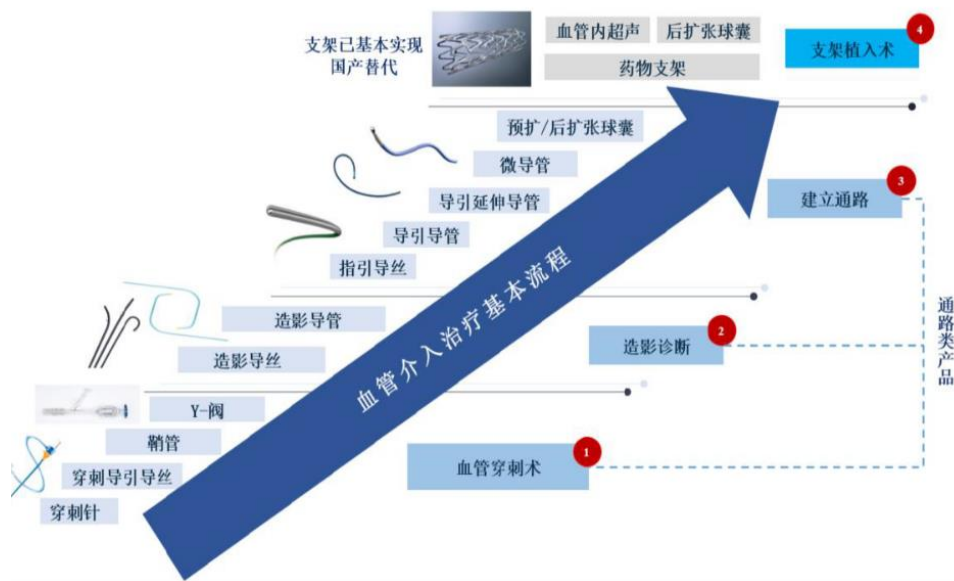 支架已基本实现
国产替代
血管内超声
后扩张球囊
药物支架
支架植入术
4
预扩/后扩张球囊
微导管
导引延伸导管
导引导管
指引导丝
建立通路
3
造影导管
造影导丝
造影诊断
2
Y-阀
鞘管
穿刺导引导丝
穿刺针
血管穿刺术
1
血管介入治疗基本流程
通路类产品